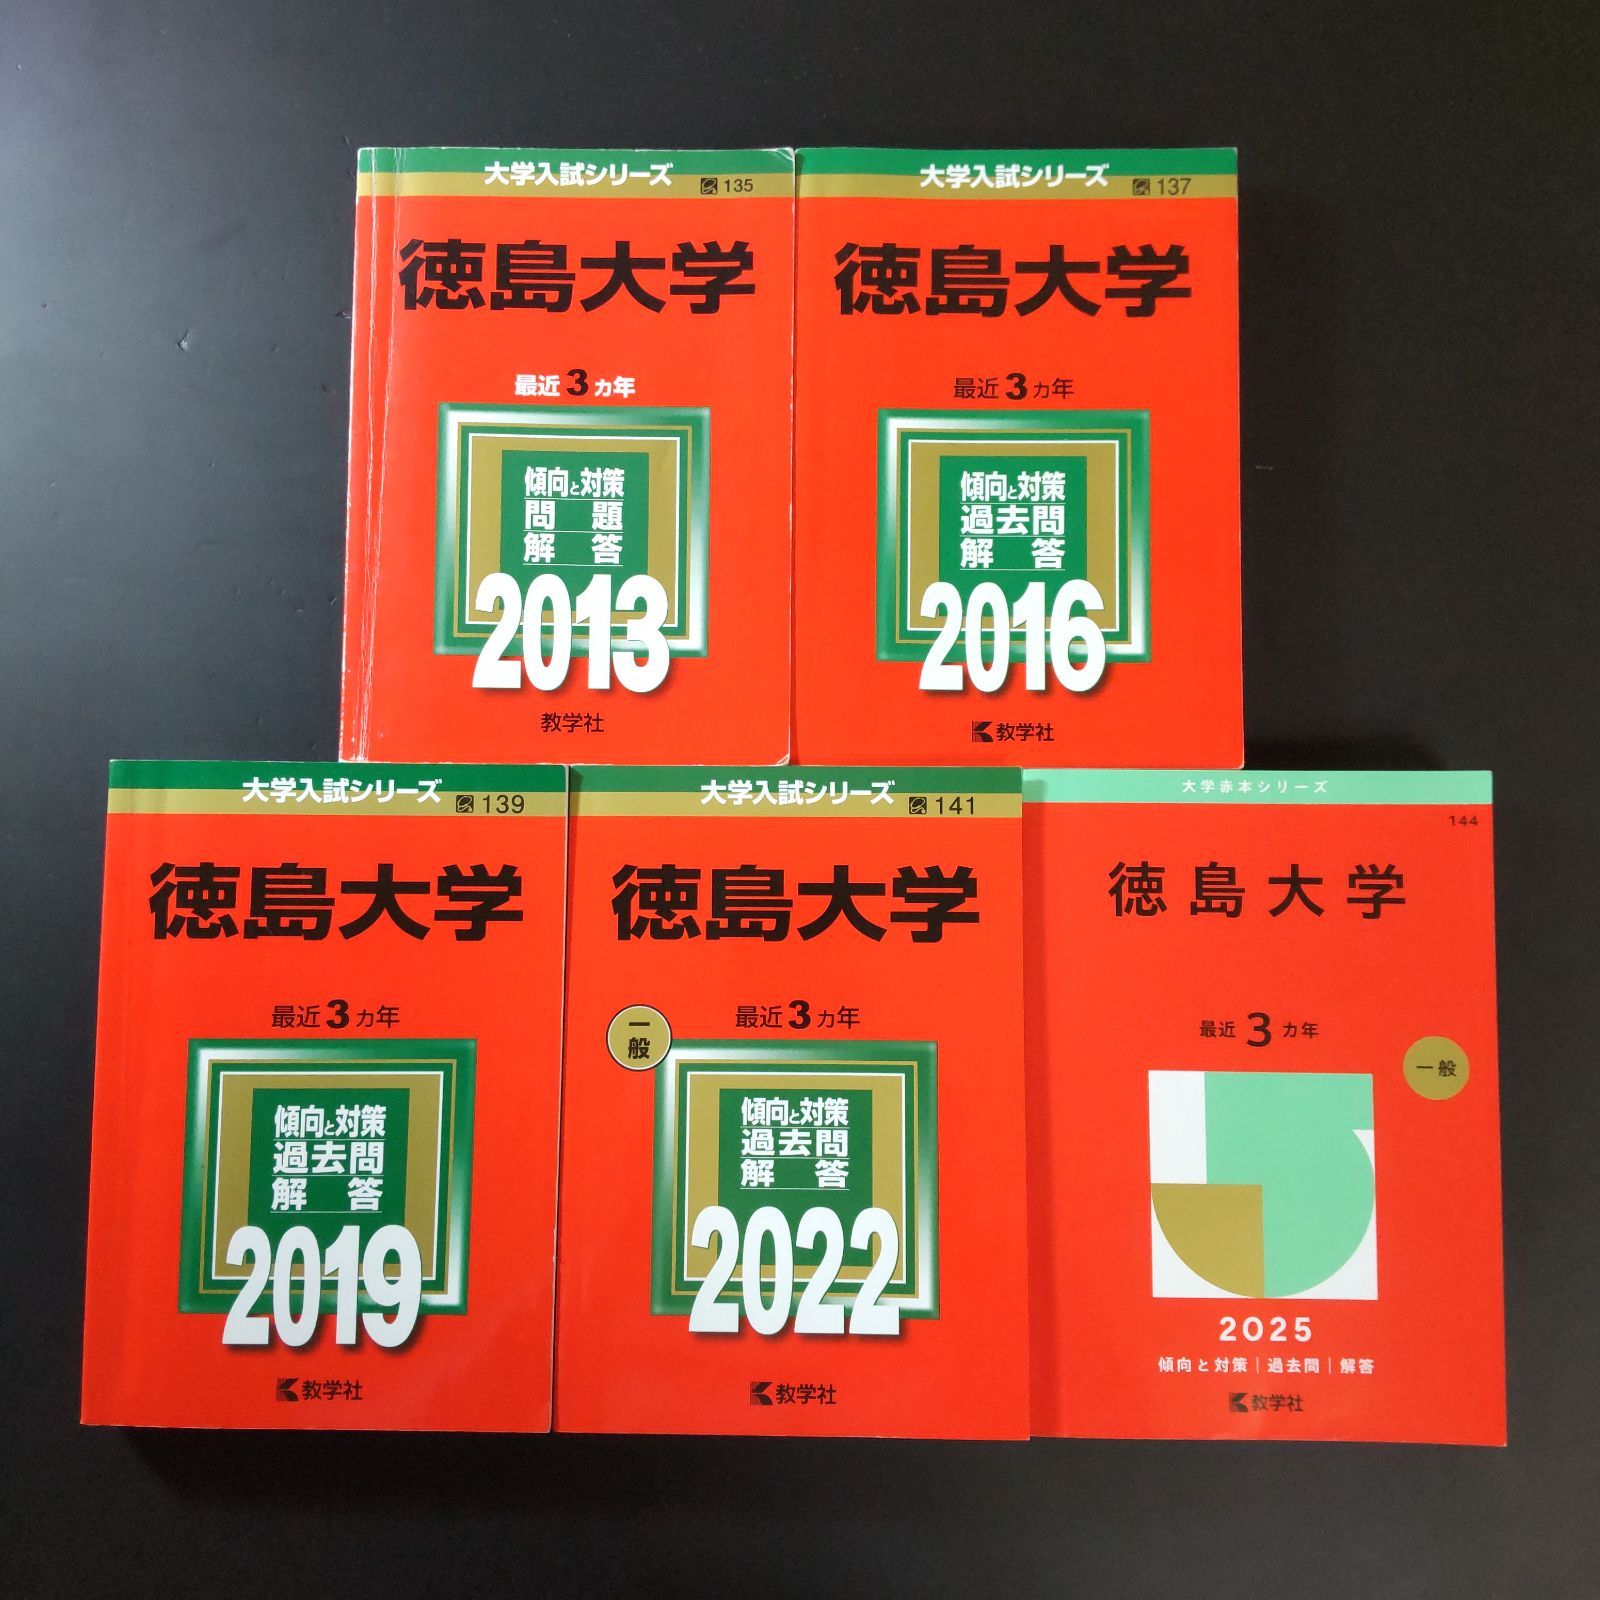 大学入試シリーズ
135
徳島大学
最近3カ年
傾向と対策
問題
解答
2013
教学社
大学入試シリーズ
137
徳島大学
最近3カ年
傾向と対策
過去問
解答
2016
教学社
大学入試シリーズ
139
徳島大学
最近3カ年
傾向と対策
過去問
解答
2019
教学社
大学入試シリーズ
141
徳島大学
最近3カ年
一般
傾向と対策
過去問
解答
2022
教学社
大学赤本シリーズ
144
徳島大学
最近3カ年
一般
2025
傾向と対策|過去問|解答
教学社